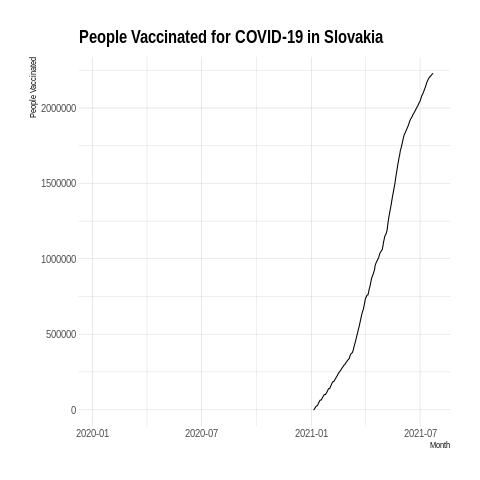 People Vaccinated for COVID-19 in Slovakia
People Vaccinated
2000000
1500000
1000000
500000
0
2020-01 2020-07 2021-01 2021-07
Month